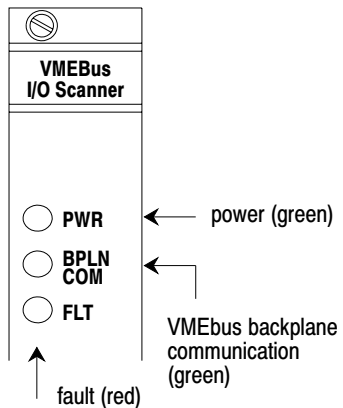 VMEBus
I/O Scanner
PWR
power (green)
BPLN
COM
FLT
VMEbus backplane
communication
(green)
fault (red)